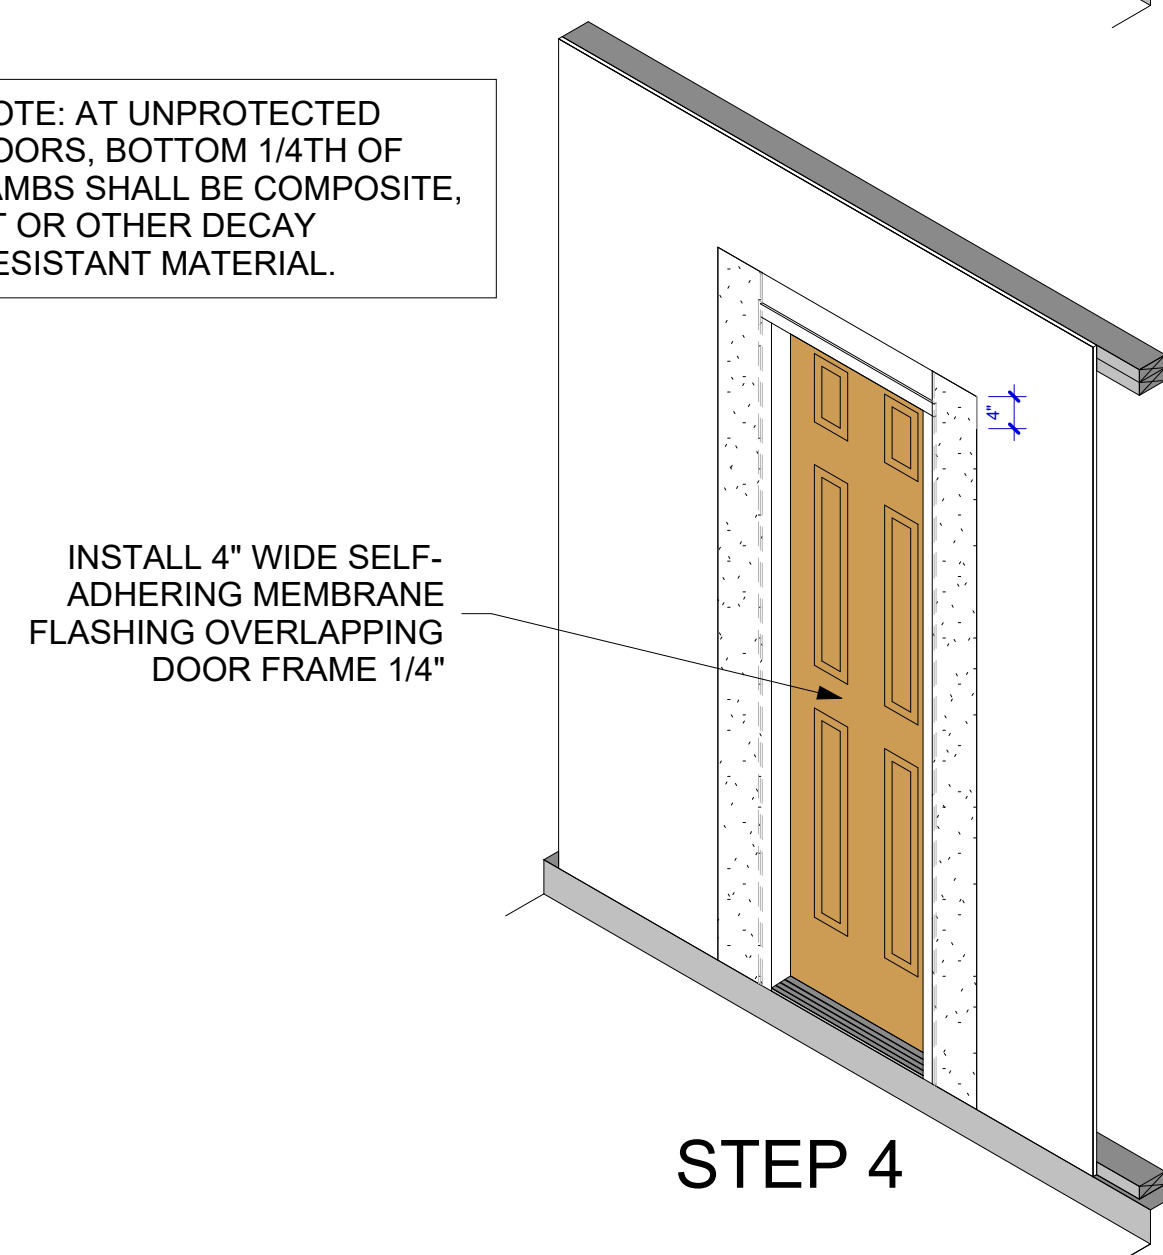 OTE: AT UNPROTECTED
OORS, BOTTOM 1/4TH OF
AMBS SHALL BE COMPOSITE,
T OR OTHER DECAY
ESISTANT MATERIAL.
4"
INSTALL 4" WIDE SELF-
ADHERING MEMBRANE
FLASHING OVERLAPPING
DOOR FRAME 1/4"
STEP 4